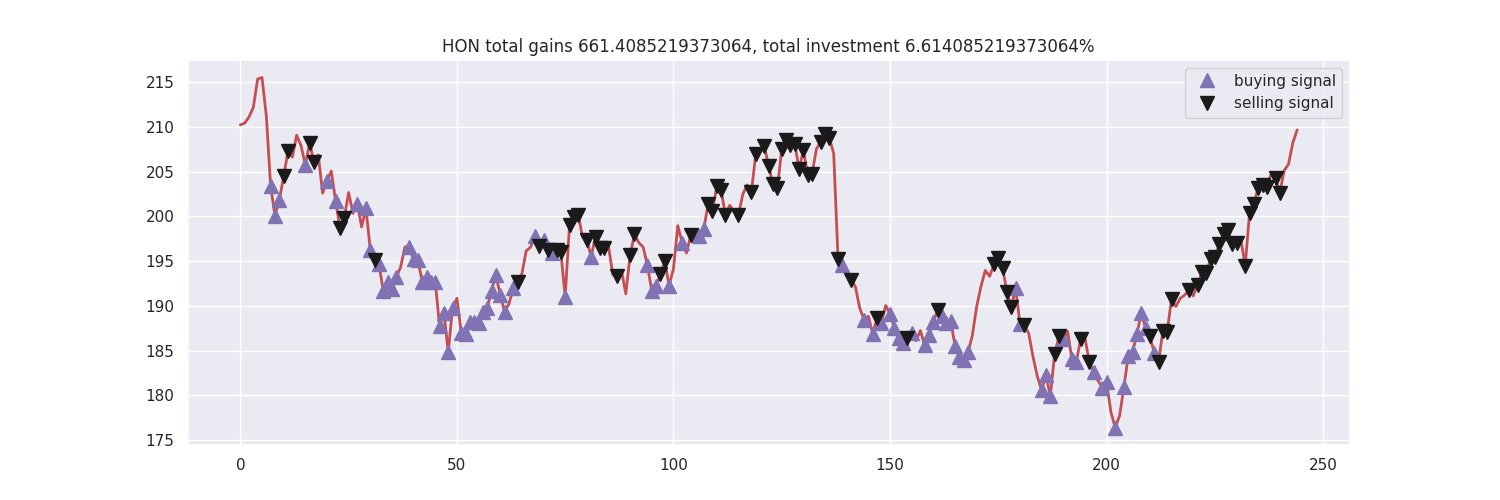 HON total gains 661.4085219373064, total investment 6.614085219373064%
buying signal
selling signal
215
210
205
200
195
190
185
180
175
0 50 100 150 200 250